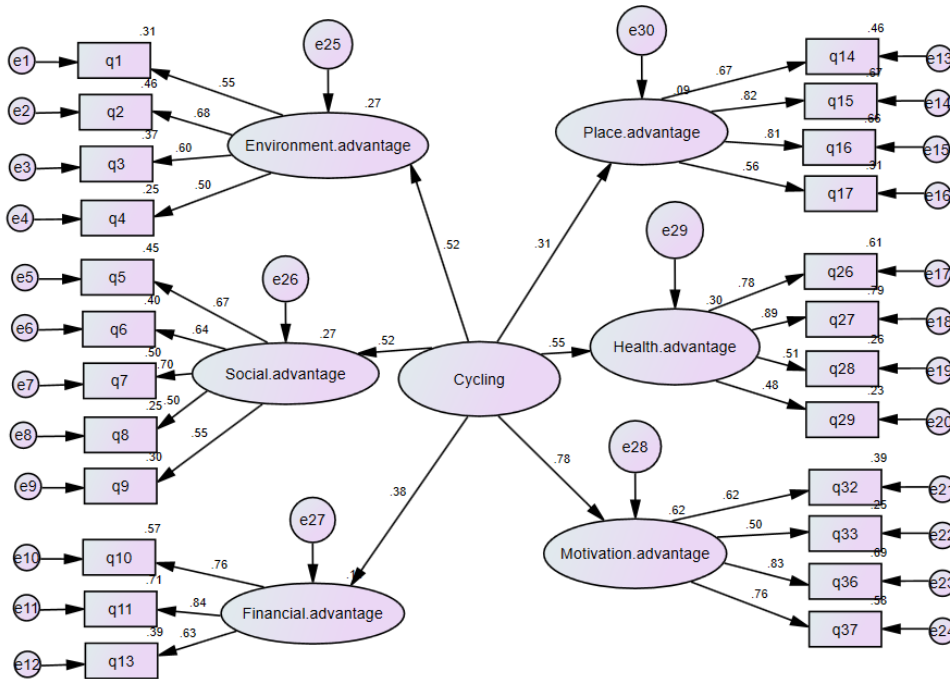 e1 q1 .31
e2 q2 .46
e3 q3 .37
e4 q4 .25
.55
.68
.60
.50
e25
.27
Environment.advantage
.52
e5 q5 .45
e6 q6 .40
e7 q7 .50
e8 q8 .25
e9 q9 .30
.67
.64
.70
.50
.55
e26
.27
Social.advantage
.52
e10 q10 .57
e11 q11 .71
e12 q13 .39
.76
.84
.63
e27
Financial.advantage
.38
Cycling
e30
.09
Place.advantage
.31
.67
.82
.81
.56
.46 q14 e13
.67 q15 e14
.66 q16 e15
.31 q17 e16
e29
.30
Health.advantage
.55
.78
.89
.51
.48
.61 q26 e17
.79 q27 e18
.26 q28 e19
.23 q29 e20
e28
.62
Motivation.advantage
.78
.62
.50
.83
.76
.39 q32 e21
.25 q33 e22
.69 q36 e23
.58 q37 e24